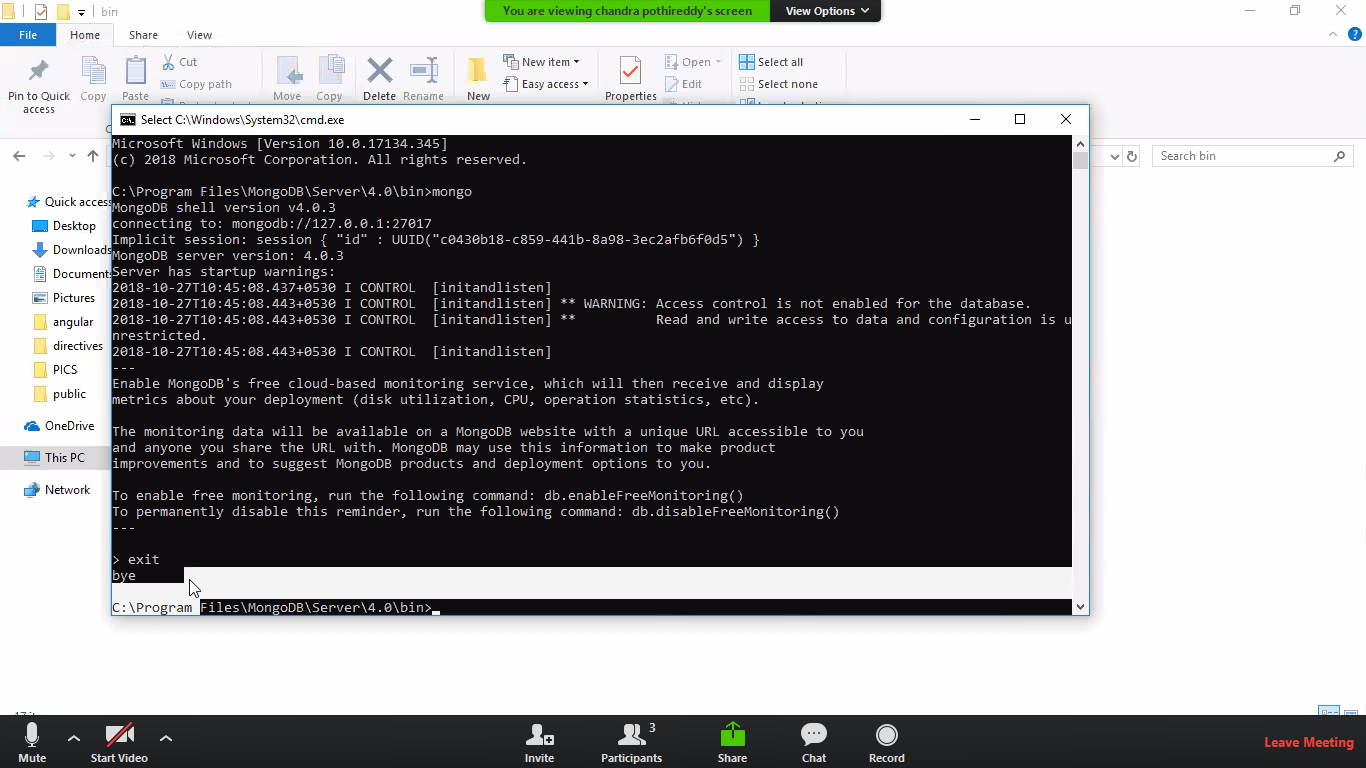 bin
You are viewing chandra pothireddy's screen
View Options
File
Home
Share
View
Pin to Quick access
Copy
Paste
Cut
Copy path
Move
Copy
Delete
Rename
New
New item
Easy access
Properties
Open
Edit
Select all
Select none
Search bin
Quick access
Desktop
Downloads
Documents
Pictures
angular
directives
PICS
public
OneDrive
This PC
Network
Select C:\Windows\System32\cmd.exe
Microsoft Windows [Version 10.0.17134.345]
(c) 2018 Microsoft Corporation. All rights reserved.
C:\Program Files\MongoDB\Server\4.0\bin>mongo
MongoDB shell version v4.0.3
connecting to: mongodb://127.0.0.1:27017
Implicit session: session { "id" : UUID("c0430b18-c859-441b-8a98-3ec2afb6f0d5") }
MongoDB server version: 4.0.3
Server has startup warnings:
2018-10-27T10:45:08.437+0530 I CONTROL  [initandlisten]
2018-10-27T10:45:08.443+0530 I CONTROL  [initandlisten] ** WARNING: Access control is not enabled for the database.
2018-10-27T10:45:08.443+0530 I CONTROL  [initandlisten] **          Read and write access to data and configuration is u
nrestricted.
2018-10-27T10:45:08.443+0530 I CONTROL  [initandlisten]
---
Enable MongoDB's free cloud-based monitoring service, which will then receive and display
metrics about your deployment (disk utilization, CPU, operation statistics, etc).
The monitoring data will be available on a MongoDB website with a unique URL accessible to you
and anyone you share the URL with. MongoDB may use this information to make product
improvements and to suggest MongoDB products and deployment options to you.
To enable free monitoring, run the following command: db.enableFreeMonitoring()
To permanently disable this reminder, run the following command: db.disableFreeMonitoring()
---
> exit
bye
C:\Program Files\MongoDB\Server\4.0\bin>
Mute
Start Video
Invite
Participants
3
Share
Chat
Record
Leave Meeting